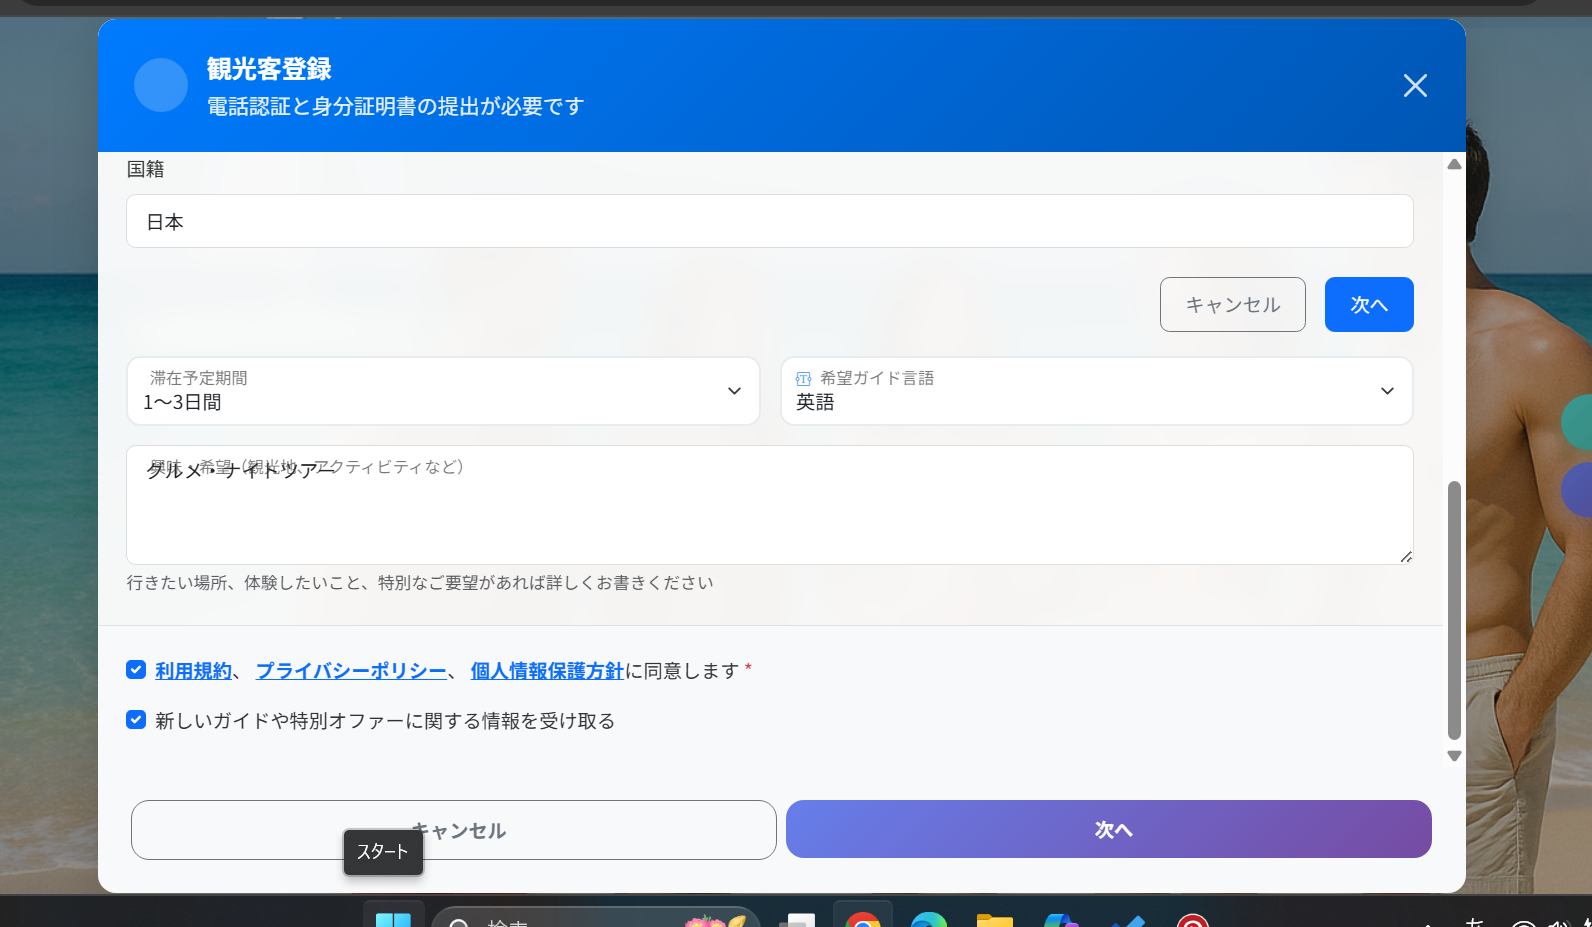 観光客登録
電話認証と身分証明書の提出が必要です
国籍
日本
キャンセル
次へ
滞在予定期間
1〜3日間
希望ガイド言語
英語
興味・希望（観光地、アクティビティなど）
グルメ・ナイトツアー
行きたい場所、体験したいこと、特別なご要望があれば詳しくお書きください
利用規約、 プライバシーポリシー、 個人情報保護方針に同意します *
新しいガイドや特別オファーに関する情報を受け取る
キャンセル
次へ
スタート
検索
あ